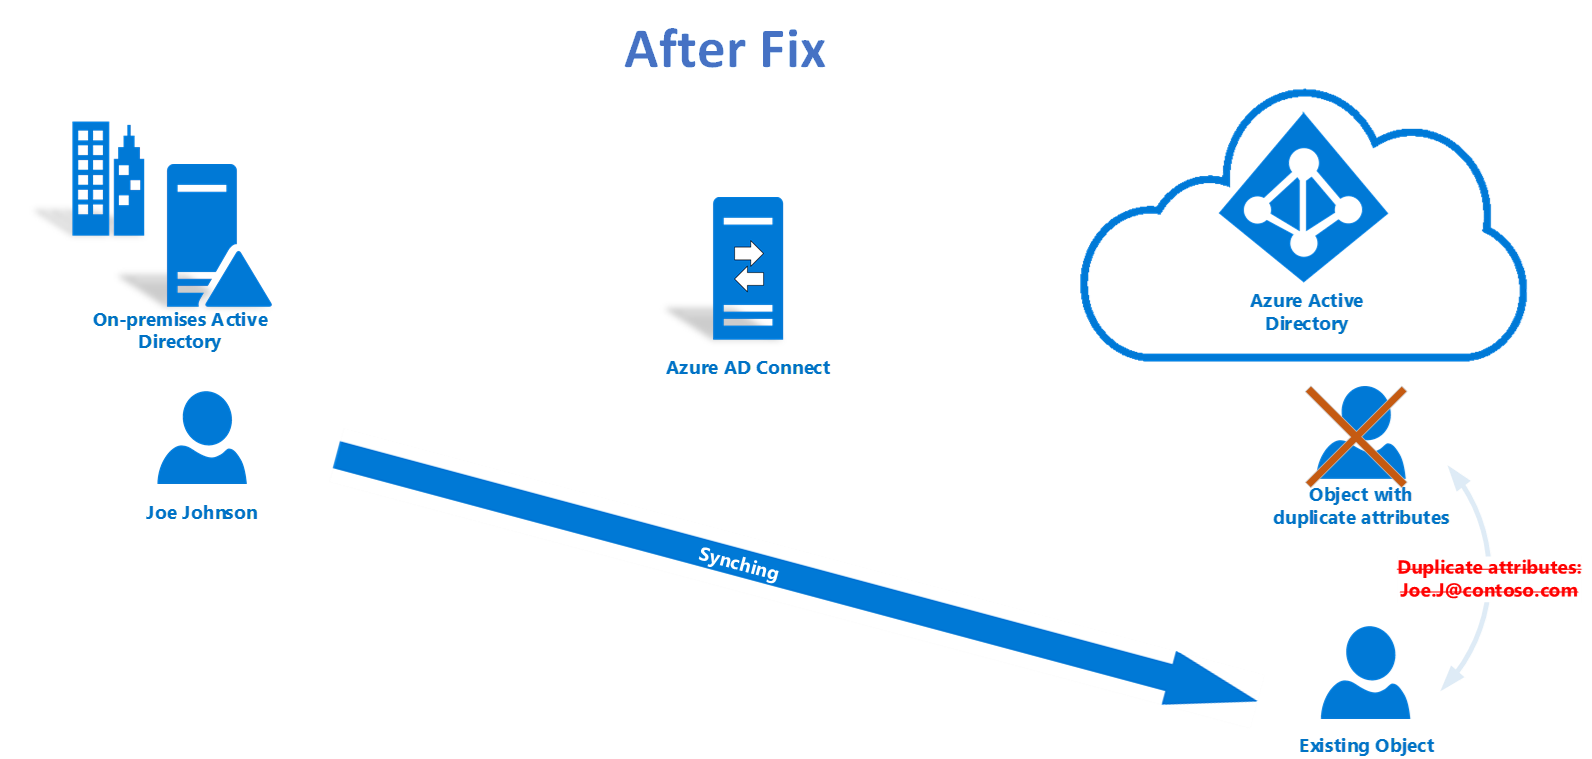 After Fix
On-premises Active
Directory
Azure AD Connect
Azure Active
Directory
Joe Johnson
Synching
Object with
duplicate attributes
Duplicate attributes:
Joe.J@contoso.com
Existing Object